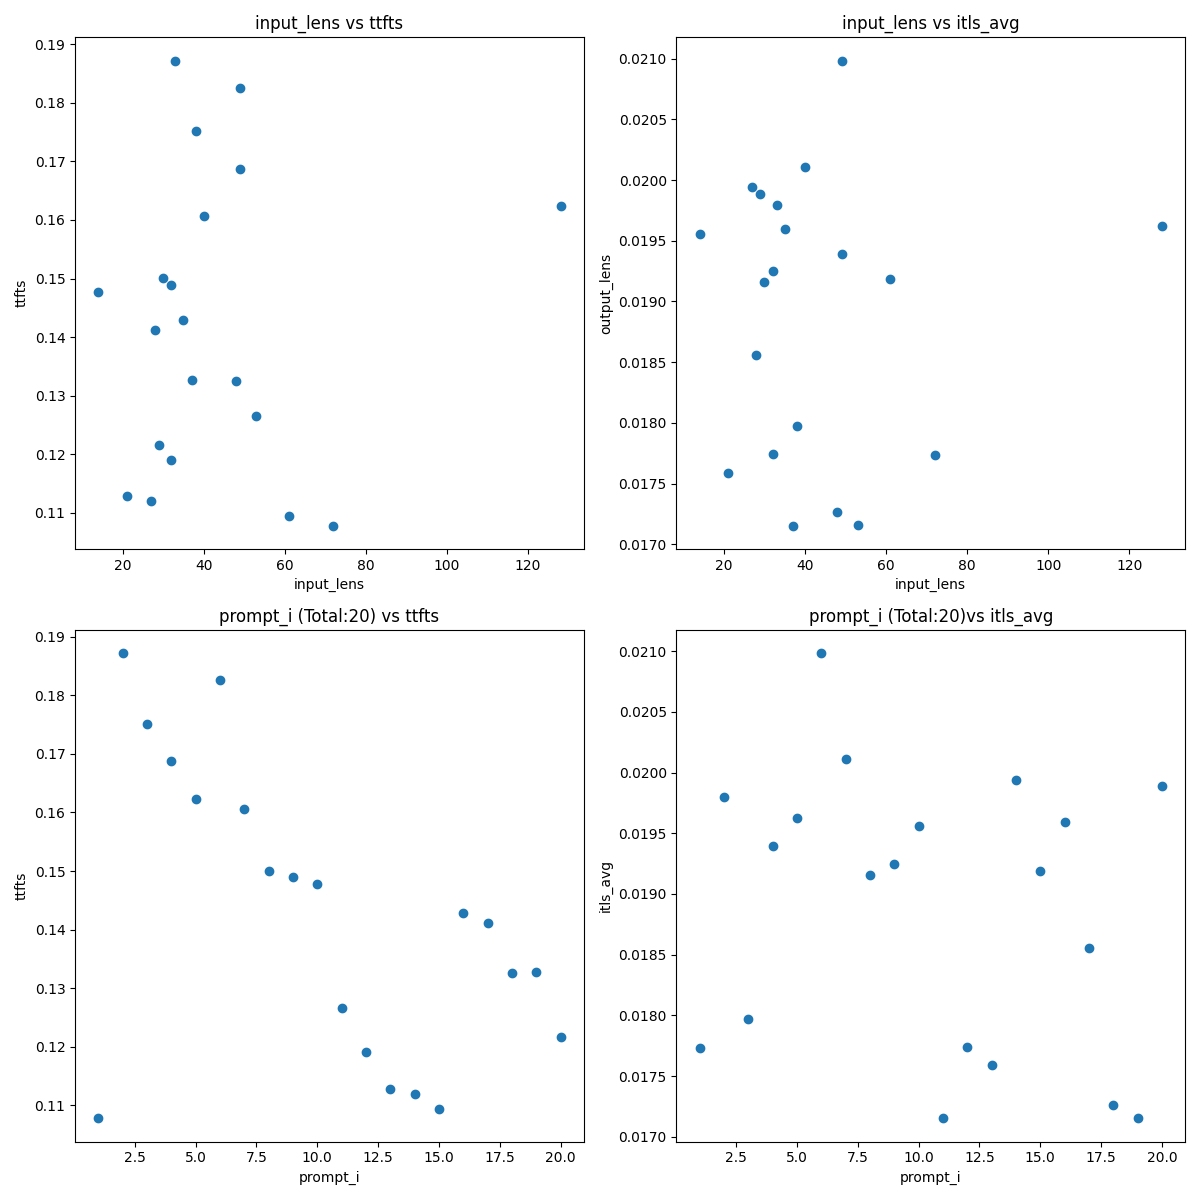 input_lens vs ttfts
0.19
0.18
0.17
0.16
0.15
0.14
0.13
0.12
0.11
ttfts
20 40 60 80 100 120
input_lens
input_lens vs itls_avg
0.0210
0.0205
0.0200
0.0195
0.0190
0.0185
0.0180
0.0175
0.0170
output_lens
20 40 60 80 100 120
input_lens
prompt_i (Total:20) vs ttfts
0.19
0.18
0.17
0.16
0.15
0.14
0.13
0.12
0.11
ttfts
2.5 5.0 7.5 10.0 12.5 15.0 17.5 20.0
prompt_i
prompt_i (Total:20)vs itls_avg
0.0210
0.0205
0.0200
0.0195
0.0190
0.0185
0.0180
0.0175
0.0170
itls_avg
2.5 5.0 7.5 10.0 12.5 15.0 17.5 20.0
prompt_i